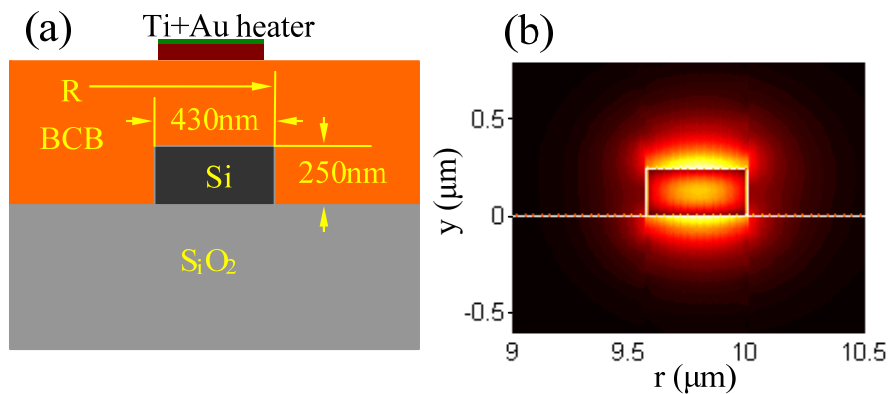 (a)
Ti+Au heater
R
BCB
430nm
Si
250nm
SiO2
(b)
y (μm)
0.5
0
-0.5
9
9.5
10
10.5
r (μm)